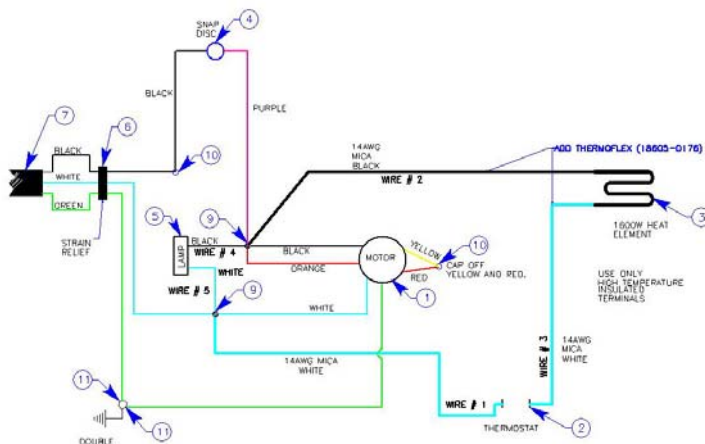 4
SNAP
DISC
7
6
BLACK
BLACK
WHITE
GREEN
STRAIN
RELIEF
10
PURPLE
14AWG
MICA
BLACK
WIRE # 2
ADD THERMOFLEX (18603-0176)
3
1600W HEAT
ELEMENT
5
LAMP
9
BLACK
WIRE # 4
BLACK
ORANGE
MOTOR
YELLOW
RED
10
CAP OFF
YELLOW AND RED.
1
WHITE
WIRE # 5
9
WHITE
USE ONLY
HIGH TEMPERATURE
INSULATED
TERMINALS
14AWG MICA
WHITE
WIRE # 3
14AWG
MICA
WHITE
WIRE # 1
THERMOSTAT
2
11
11
DOUBLE